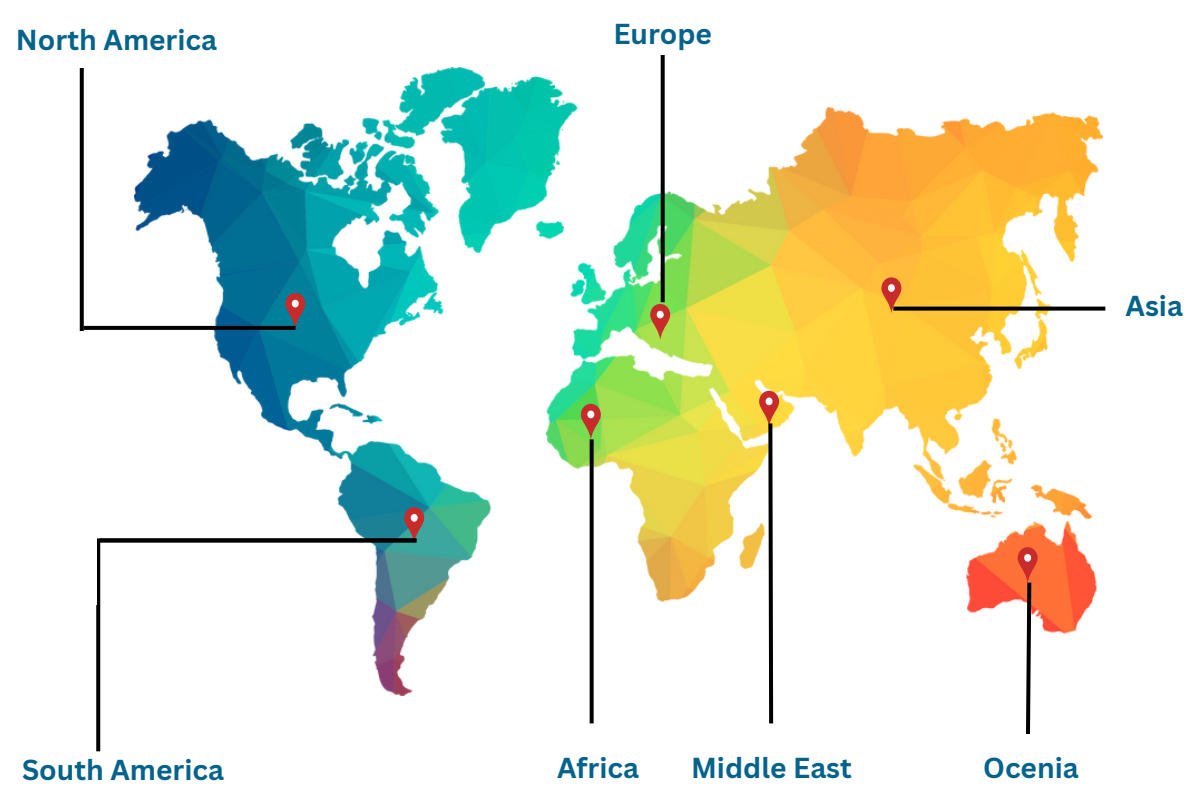 North America
Europe
Asia
South America
Africa
Middle East
Ocenia